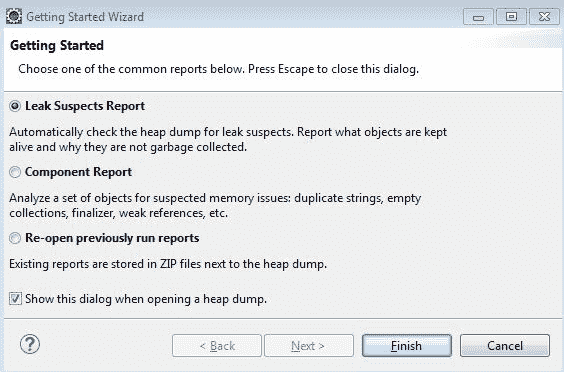 Getting Started Wizard
Getting Started
Choose one of the common reports below. Press Escape to close this dialog.
Leak Suspects Report
Automatically check the heap dump for leak suspects. Report what objects are kept
alive and why they are not garbage collected.
Component Report
Analyze a set of objects for suspected memory issues: duplicate strings, empty
collections, finalizer, weak references, etc.
Re-open previously run reports
Existing reports are stored in ZIP files next to the heap dump.
Show this dialog when opening a heap dump.
? < Back Next > Finish Cancel